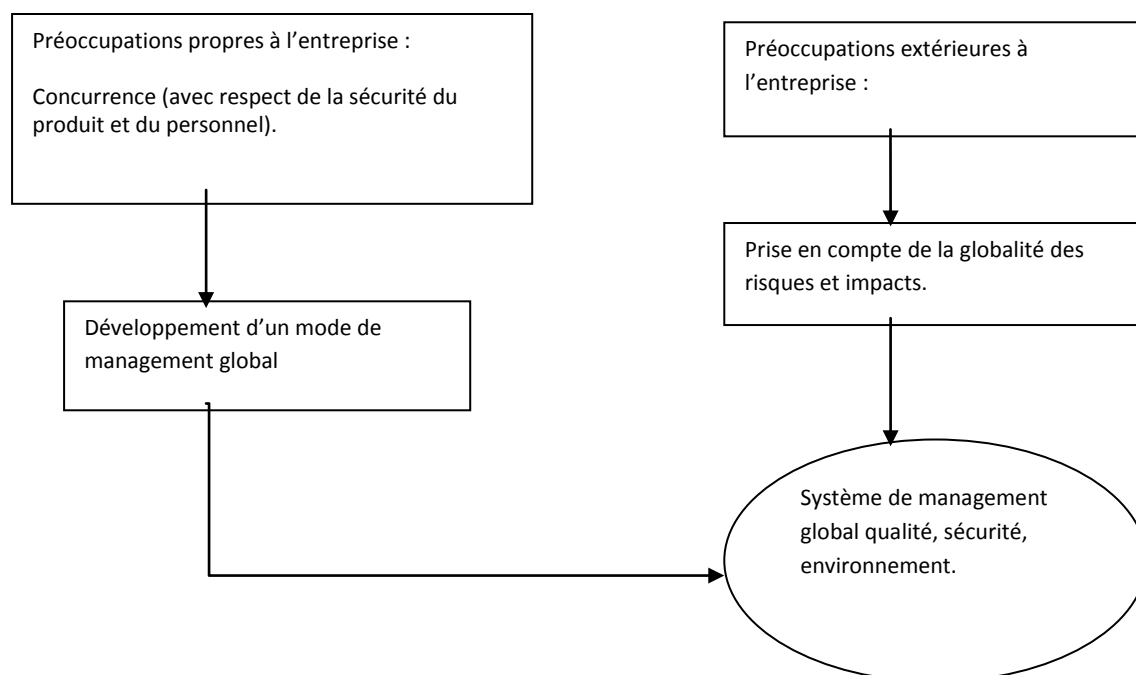 Préoccupations propres à l’entreprise :
Concurrence (avec respect de la sécurité du
produit et du personnel).
Préoccupations extérieures à
l’entreprise :
Prise en compte de la globalité des
risques et impacts.
Développement d’un mode de
management global
Système de management
global qualité, sécurité,
environnement.